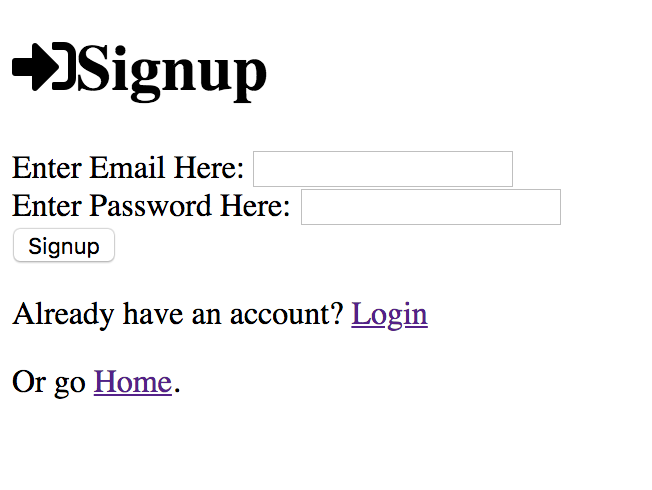 Signup
Enter Email Here:
Enter Password Here:
Signup
Already have an account? Login
Or go Home.